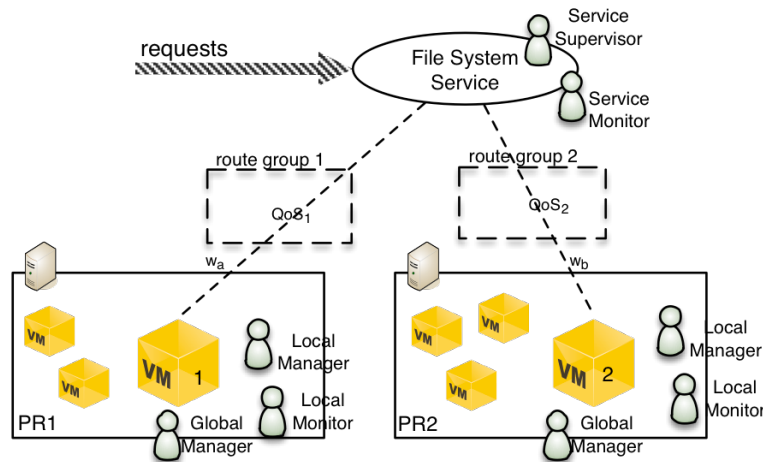 requests
Service
Supervisor
File System
Service
Service
Monitor
route group 1
route group 2
QoS1
QoS2
wa
wb
VM
VM
VM 1
Local
Manager
Local
Monitor
Global
Manager
PR1
VM
VM
VM
VM 2
Local
Manager
Local
Monitor
Global
Manager
PR2